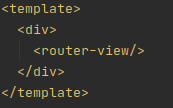 <template>
  <div>
    <router-view/>
  </div>
</template>